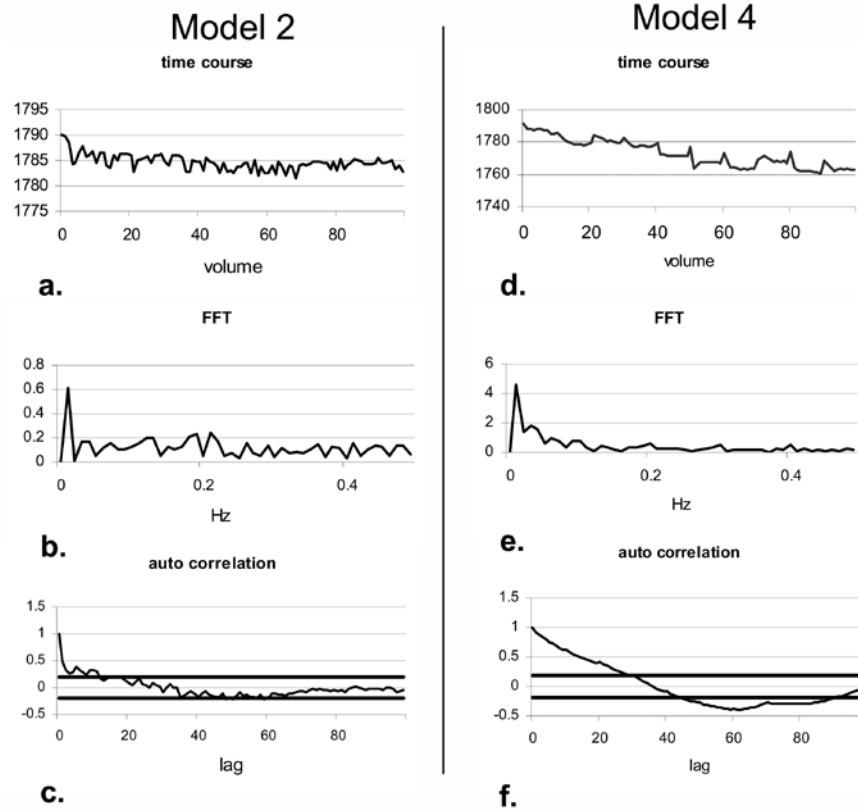 Model 2
time course
1795
1790
1785
1780
1775
0 20 40 60 80
volume
a.
FFT
0.8
0.6
0.4
0.2
0
0 0.2 0.4
Hz
b.
auto correlation
1.5
1
0.5
0
-0.5
0 20 40 60 80
lag
c.
Model 4
time course
1800
1780
1760
1740
0 20 40 60 80
volume
d.
FFT
6
4
2
0
0 0.2 0.4
Hz
e.
auto correlation
1.5
1
0.5
0
-0.5
0 20 40 60 80
lag
f.